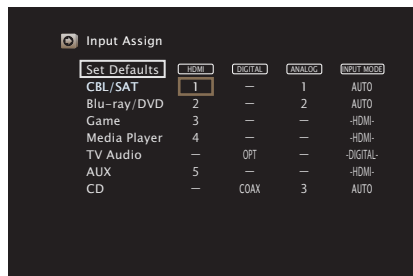 Input Assign
Set Defaults HDMI DIGITAL ANALOG INPUT MODE
CBL/SAT 1 — 1 AUTO
Blu-ray/DVD 2 — 2 AUTO
Game 3 — — -HDMI-
Media Player 4 — — -HDMI-
TV Audio — OPT — -DIGITAL-
AUX 5 — — -HDMI-
CD — COAX 3 AUTO